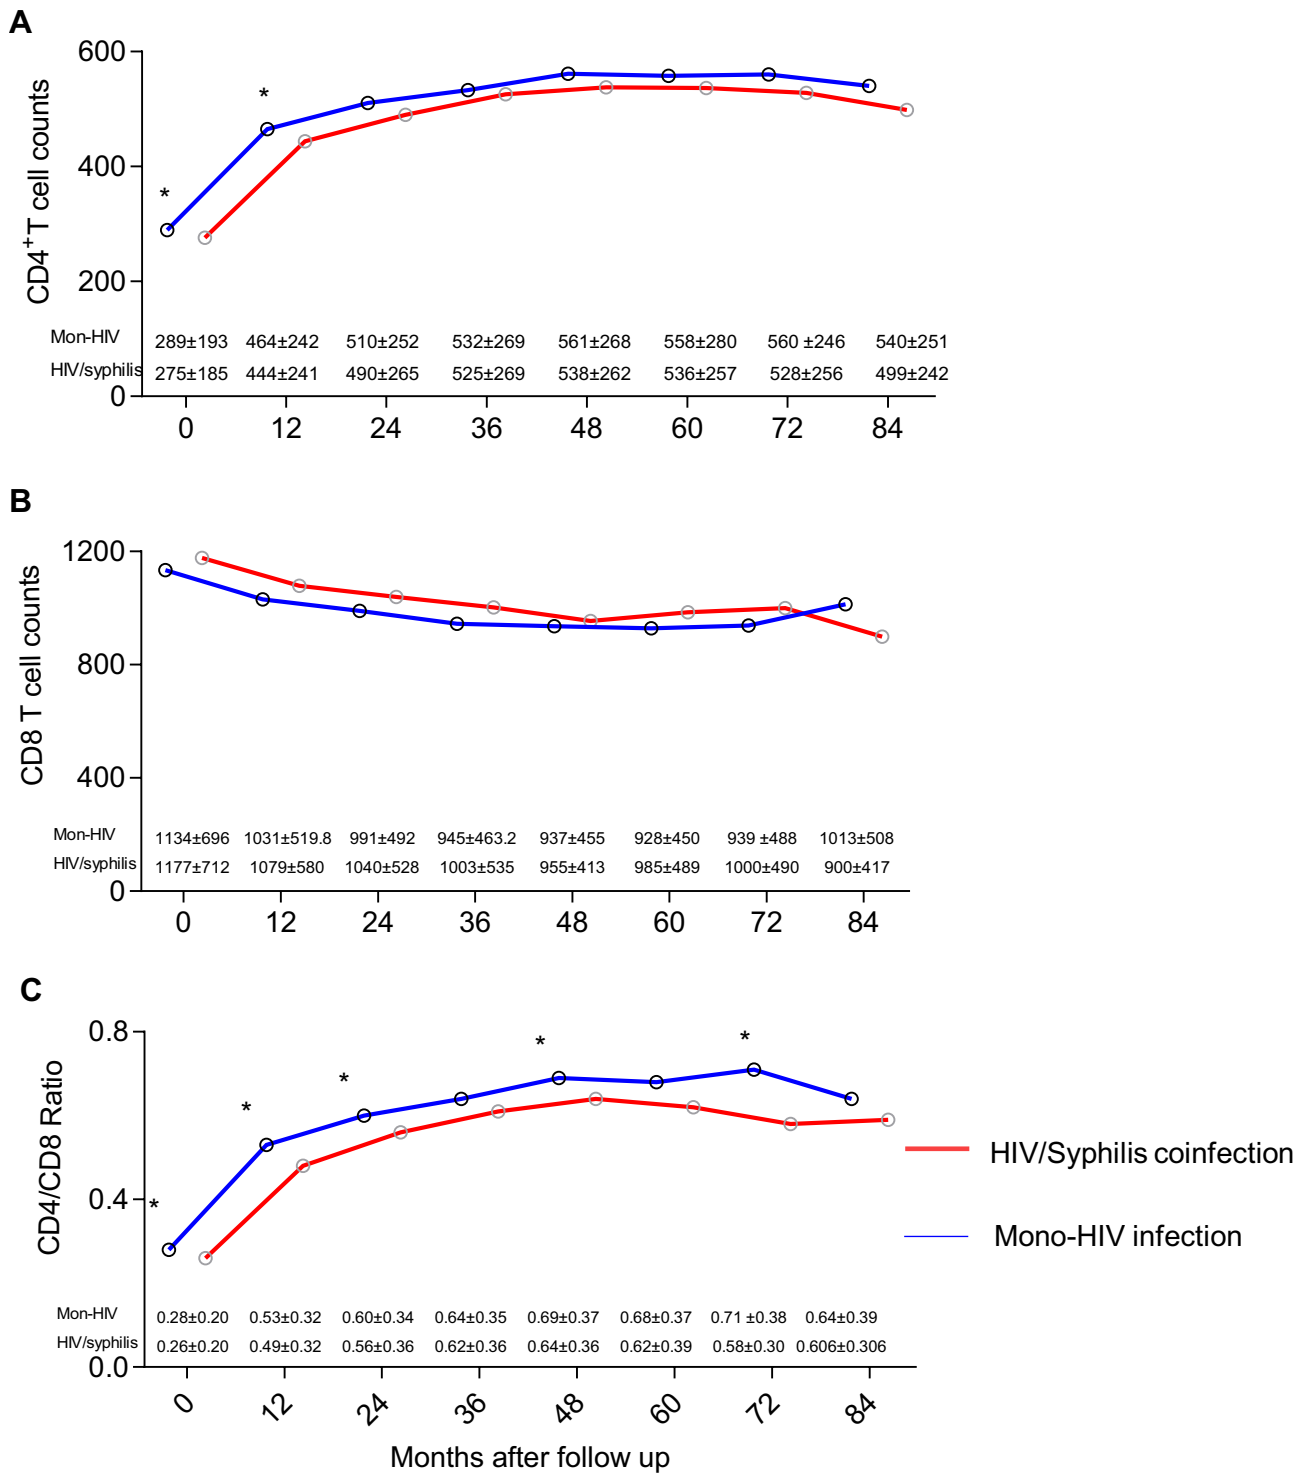 A
600
400
200
0
CD4+T cell counts
*
*
Mon-HIV 289±193 464±242 510±252 532±269 561±268 558±280 560 ±246 540±251
HIV/syphilis 275±185 444±241 490±265 525±269 538±262 536±257 528±256 499±242
0 12 24 36 48 60 72 84
B
1200
800
400
0
CD8 T cell counts
Mon-HIV 1134±696 1031±519.8 991±492 945±463.2 937±455 928±450 939 ±488 1013±508
HIV/syphilis 1177±712 1079±580 1040±528 1003±535 955±413 985±489 1000±490 900±417
0 12 24 36 48 60 72 84
C
0.8
0.4
0.0
CD4/CD8 Ratio
*
*
*
*
*
HIV/Syphilis coinfection
Mono-HIV infection
Mon-HIV 0.28±0.20 0.53±0.32 0.60±0.34 0.64±0.35 0.69±0.37 0.68±0.37 0.71 ±0.38 0.64±0.39
HIV/syphilis 0.26±0.20 0.49±0.32 0.56±0.36 0.62±0.36 0.64±0.36 0.62±0.39 0.58±0.30 0.606±0.306
0 12 24 36 48 60 72 84
Months after follow up